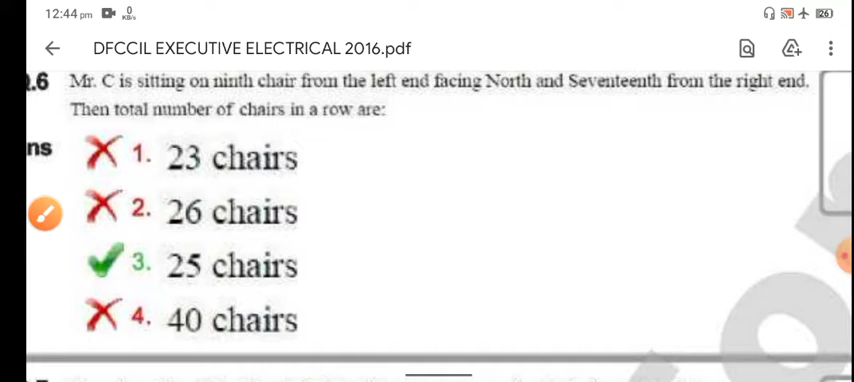 12:44 pm 0 KB/s 26
DFCCIL EXECUTIVE ELECTRICAL 2016.pdf
.6 Mr. C is sitting on ninth chair from the left end facing North and Seventeenth from the right end.
Then total number of chairs in a row are:
ns 1. 23 chairs
2. 26 chairs
3. 25 chairs
4. 40 chairs